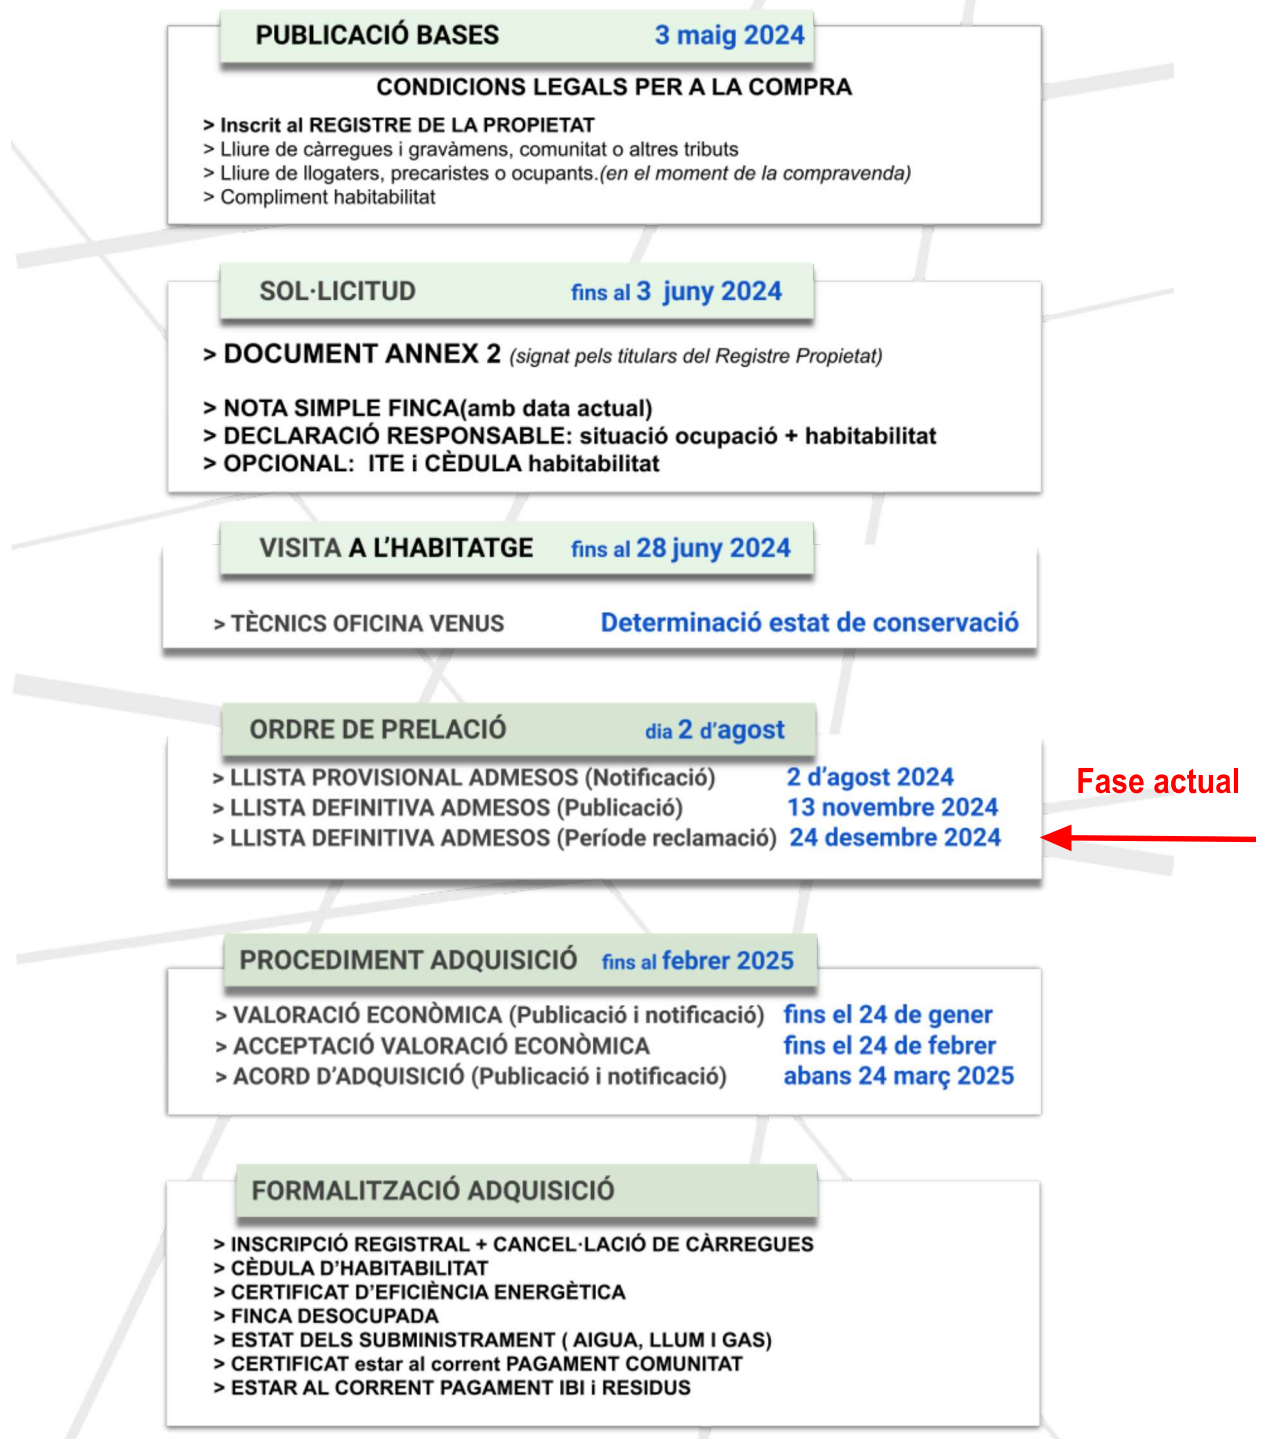 PUBLICACIÓ BASES 3 maig 2024
CONDICIONS LEGALS PER A LA COMPRA
> Inscrit al REGISTRE DE LA PROPIETAT
> Lliure de càrregues i gravàmens, comunitat o altres tributs
> Lliure de llogaters, precaristes o ocupants.(en el moment de la compravenda)
> Compliment habitabilitat
SOL·LICITUD fins al 3 juny 2024
> DOCUMENT ANNEX 2 (signat pels titulars del Registre Propietat)
> NOTA SIMPLE FINCA(amb data actual)
> DECLARACIÓ RESPONSABLE: situació ocupació + habitabilitat
> OPCIONAL: ITE i CÈDULA habitabilitat
VISITA A L'HABITATGE fins al 28 juny 2024
> TÈCNICS OFICINA VENUS Determinació estat de conservació
ORDRE DE PRELACIÓ dia 2 d'agost
> LLISTA PROVISIONAL ADMESOS (Notificació) 2 d'agost 2024
> LLISTA DEFINITIVA ADMESOS (Publicació) 13 novembre 2024
> LLISTA DEFINITIVA ADMESOS (Període reclamació) 24 desembre 2024
Fase actual
PROCEDIMENT ADQUISICIÓ fins al febrer 2025
> VALORACIÓ ECONÒMICA (Publicació i notificació) fins el 24 de gener
> ACCEPTACIÓ VALORACIÓ ECONÒMICA fins el 24 de febrer
> ACORD D'ADQUISICIÓ (Publicació i notificació) abans 24 març 2025
FORMALITZACIÓ ADQUISICIÓ
> INSCRIPCIÓ REGISTRAL + CANCEL·LACIÓ DE CÀRREGUES
> CÈDULA D'HABITABILITAT
> CERTIFICAT D'EFICIÈNCIA ENERGÈTICA
> FINCA DESOCUPADA
> ESTAT DELS SUBMINISTRAMENT ( AIGUA, LLUM I GAS)
> CERTIFICAT estar al corrent PAGAMENT COMUNITAT
> ESTAR AL CORRENT PAGAMENT IBI i RESIDUS